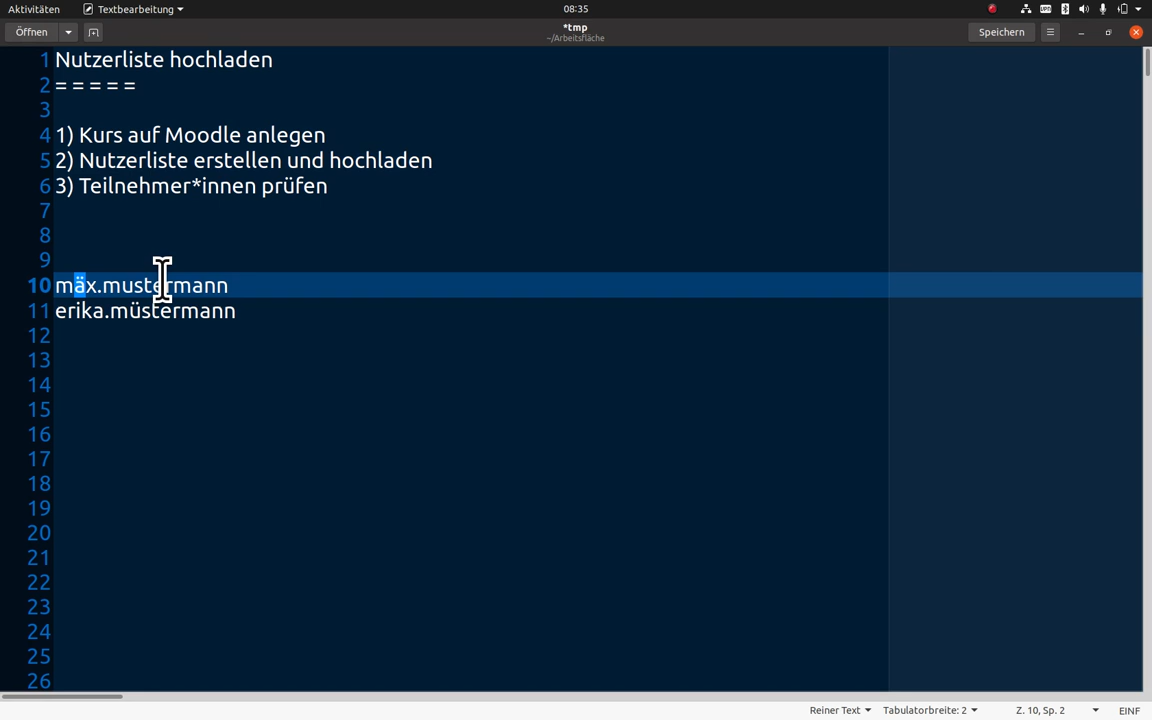 Aktivitäten Textbearbeitung 08:35
Öffnen *tmp Speichern
~/Arbeitsfläche
1 Nutzerliste hochladen
2 =====
3
4 1) Kurs auf Moodle anlegen
5 2) Nutzerliste erstellen und hochladen
6 3) Teilnehmer*innen prüfen
7
8
9
10 mäx.mustermann
11 erika.müstermann
12
13
14
15
16
17
18
19
20
21
22
23
24
25
26
Reiner Text Tabulatorbreite: 2 Z. 10, Sp. 2 EINF